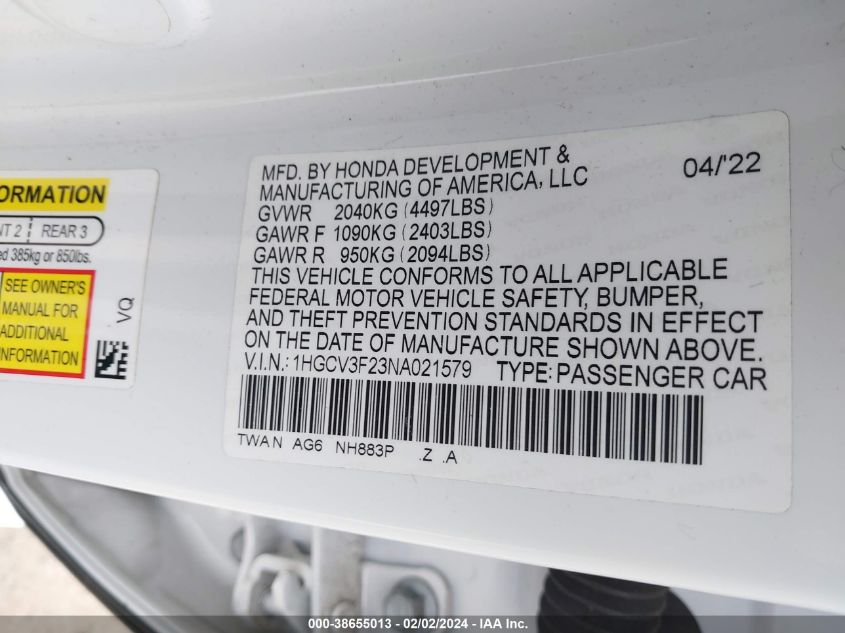 ORMATION
NT 2 REAR 3
ed 385kg or 850lbs.
SEE OWNER'S
MANUAL FOR
ADDITIONAL
INFORMATION
VQ
MFD. BY HONDA DEVELOPMENT & 04/'22
MANUFACTURING OF AMERICA, LLC
GVWR 2040KG (4497LBS)
GAWR F 1090KG (2403LBS)
GAWR R 950KG (2094LBS)
THIS VEHICLE CONFORMS TO ALL APPLICABLE
FEDERAL MOTOR VEHICLE SAFETY, BUMPER,
AND THEFT PREVENTION STANDARDS IN EFFECT
ON THE DATE OF MANUFACTURE SHOWN ABOVE.
V.I.N.: 1HGCV3F23NA021579 TYPE: PASSENGER CAR
TWA N AG6 NH883P .Z .A
000-38655013 - 02/02/2024 - IAA Inc.